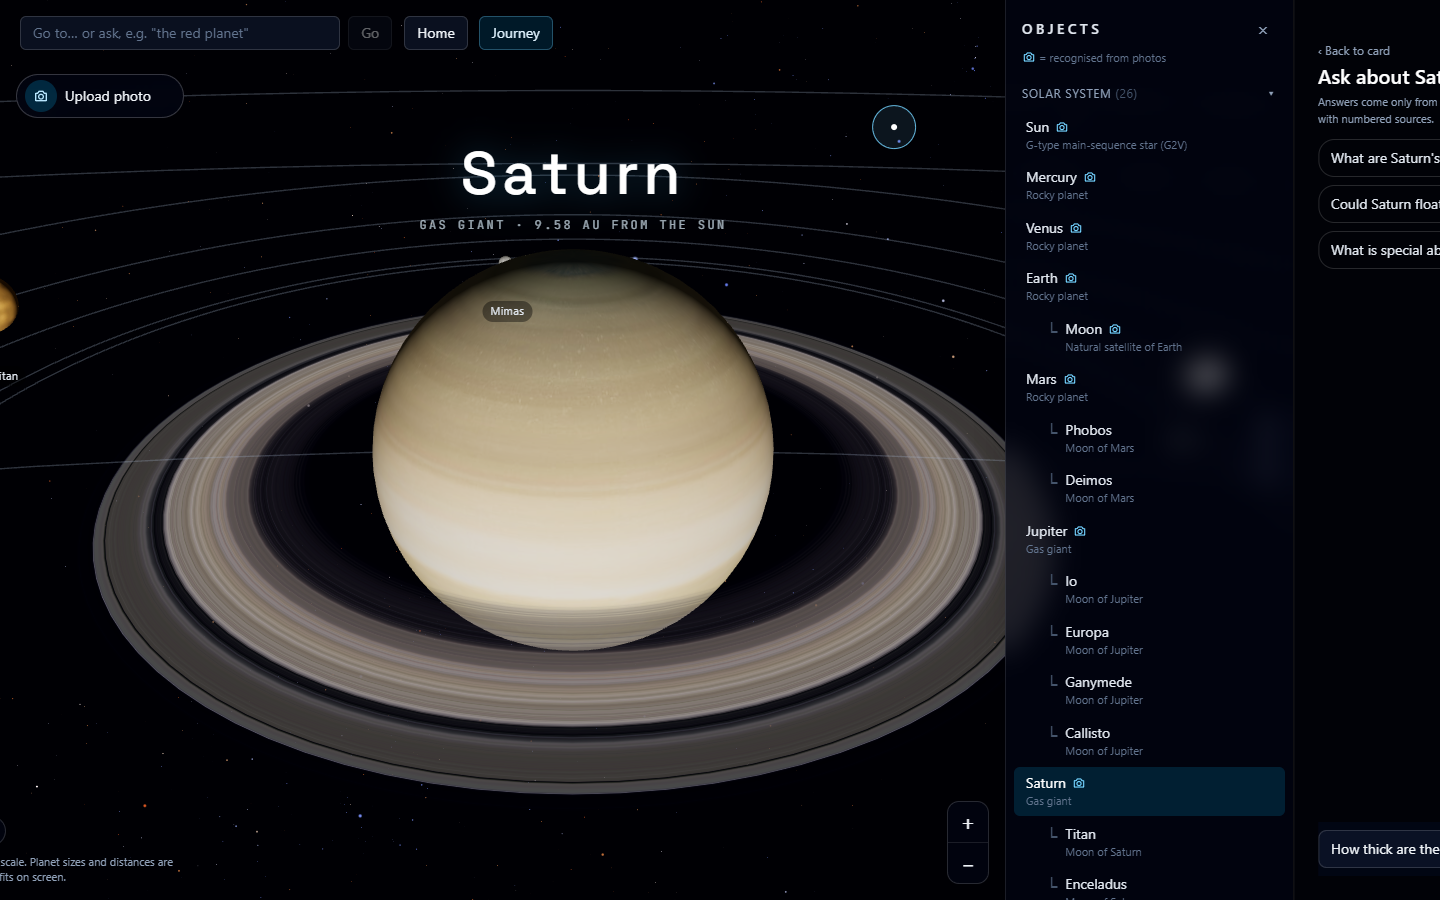 Go to... or ask, e.g. "the red planet"
Go
Home
Journey
Upload photo
Saturn
GAS GIANT · 9.58 AU FROM THE SUN
Mimas
itan
scale. Planet sizes and distances are
fits on screen.
+
−
OBJECTS
×
= recognised from photos
SOLAR SYSTEM (26)
Sun
G-type main-sequence star (G2V)
Mercury
Rocky planet
Venus
Rocky planet
Earth
Rocky planet
Moon
Natural satellite of Earth
Mars
Rocky planet
Phobos
Moon of Mars
Deimos
Moon of Mars
Jupiter
Gas giant
Io
Moon of Jupiter
Europa
Moon of Jupiter
Ganymede
Moon of Jupiter
Callisto
Moon of Jupiter
Saturn
Gas giant
Titan
Moon of Saturn
Enceladus
‹ Back to card
Ask about Sat
Answers come only from
with numbered sources.
What are Saturn's
Could Saturn float
What is special ab
How thick are the